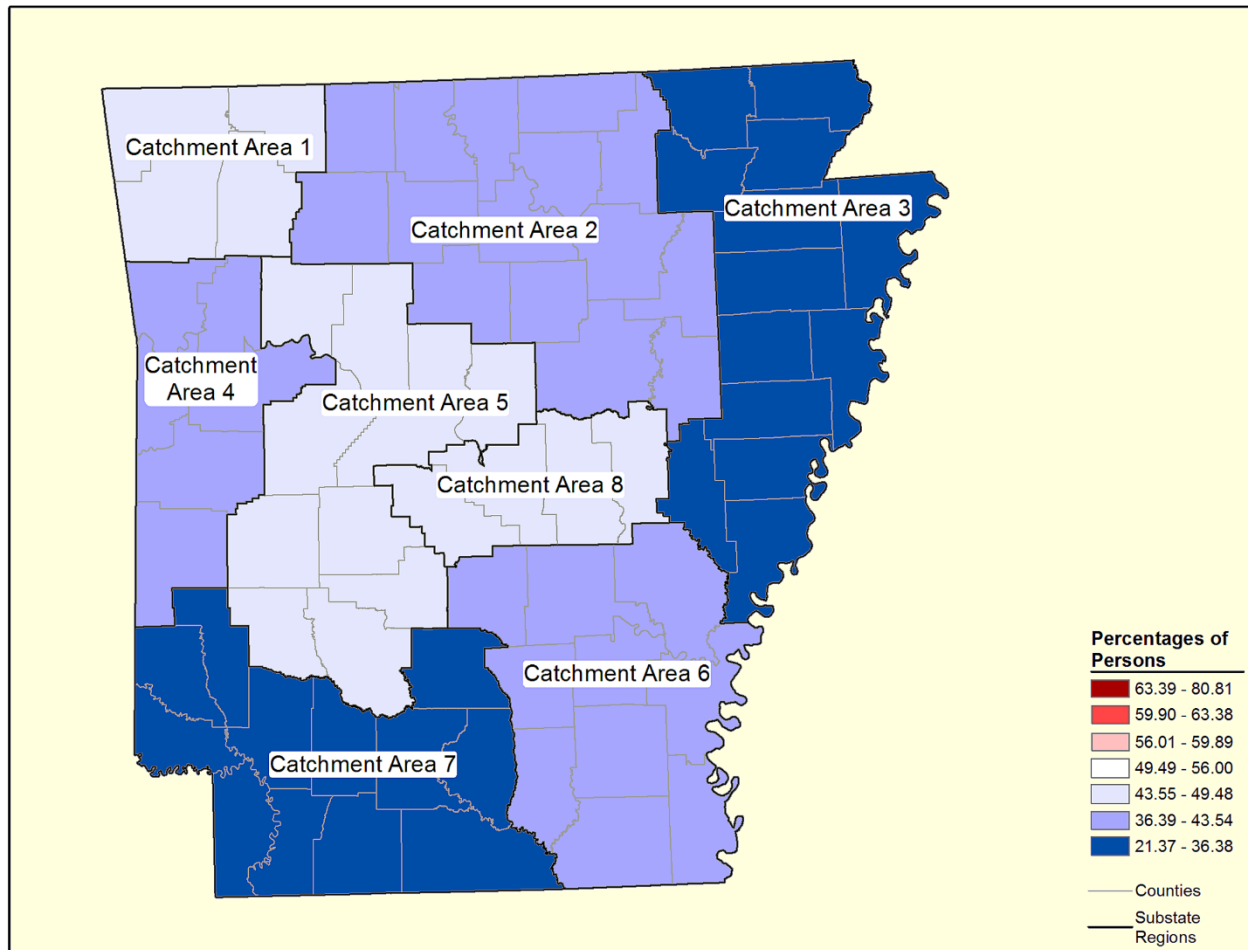 Catchment Area 1
Catchment Area 3
Catchment Area 2
Catchment
Area 4
Catchment Area 5
Catchment Area 8
Catchment Area 6
Catchment Area 7
Percentages of
Persons
63.39 - 80.81
59.90 - 63.38
56.01 - 59.89
49.49 - 56.00
43.55 - 49.48
36.39 - 43.54
21.37 - 36.38
Counties
Substate
Regions